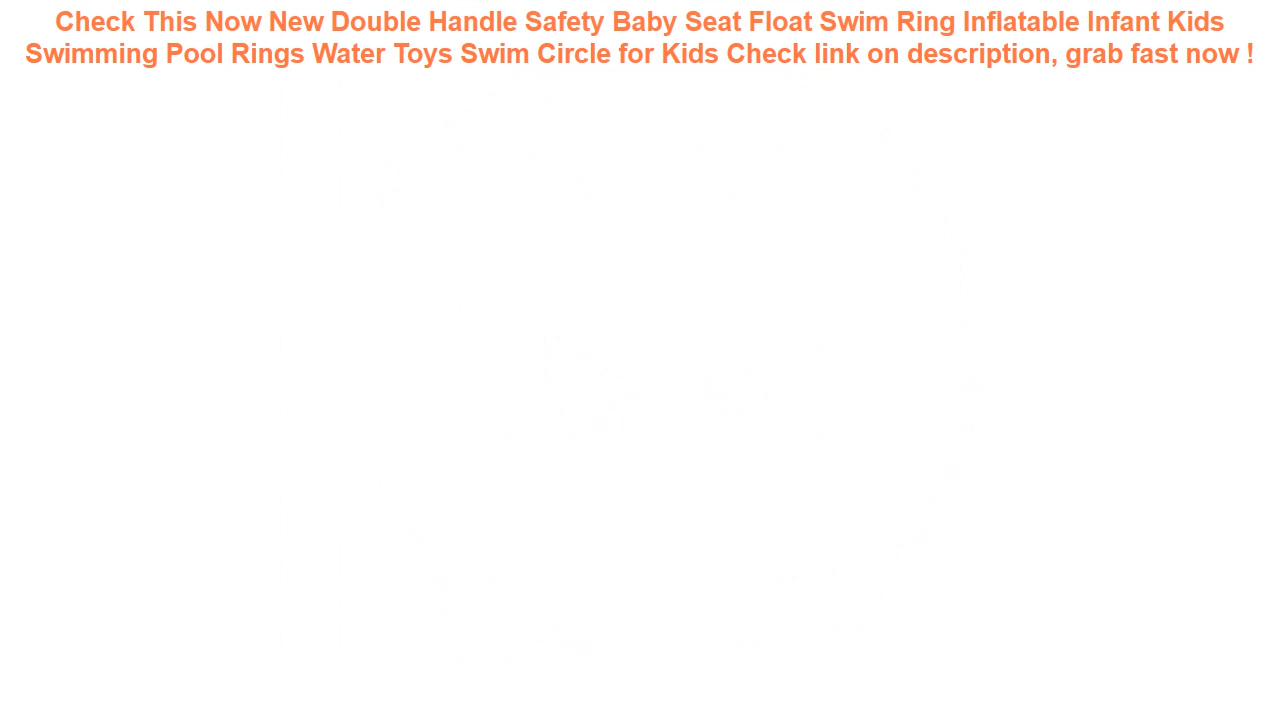 Check This Now New Double Handle Safety Baby Seat Float Swim Ring Inflatable Infant Kids
Swimming Pool Rings Water Toys Swim Circle for Kids Check link on description, grab fast now !